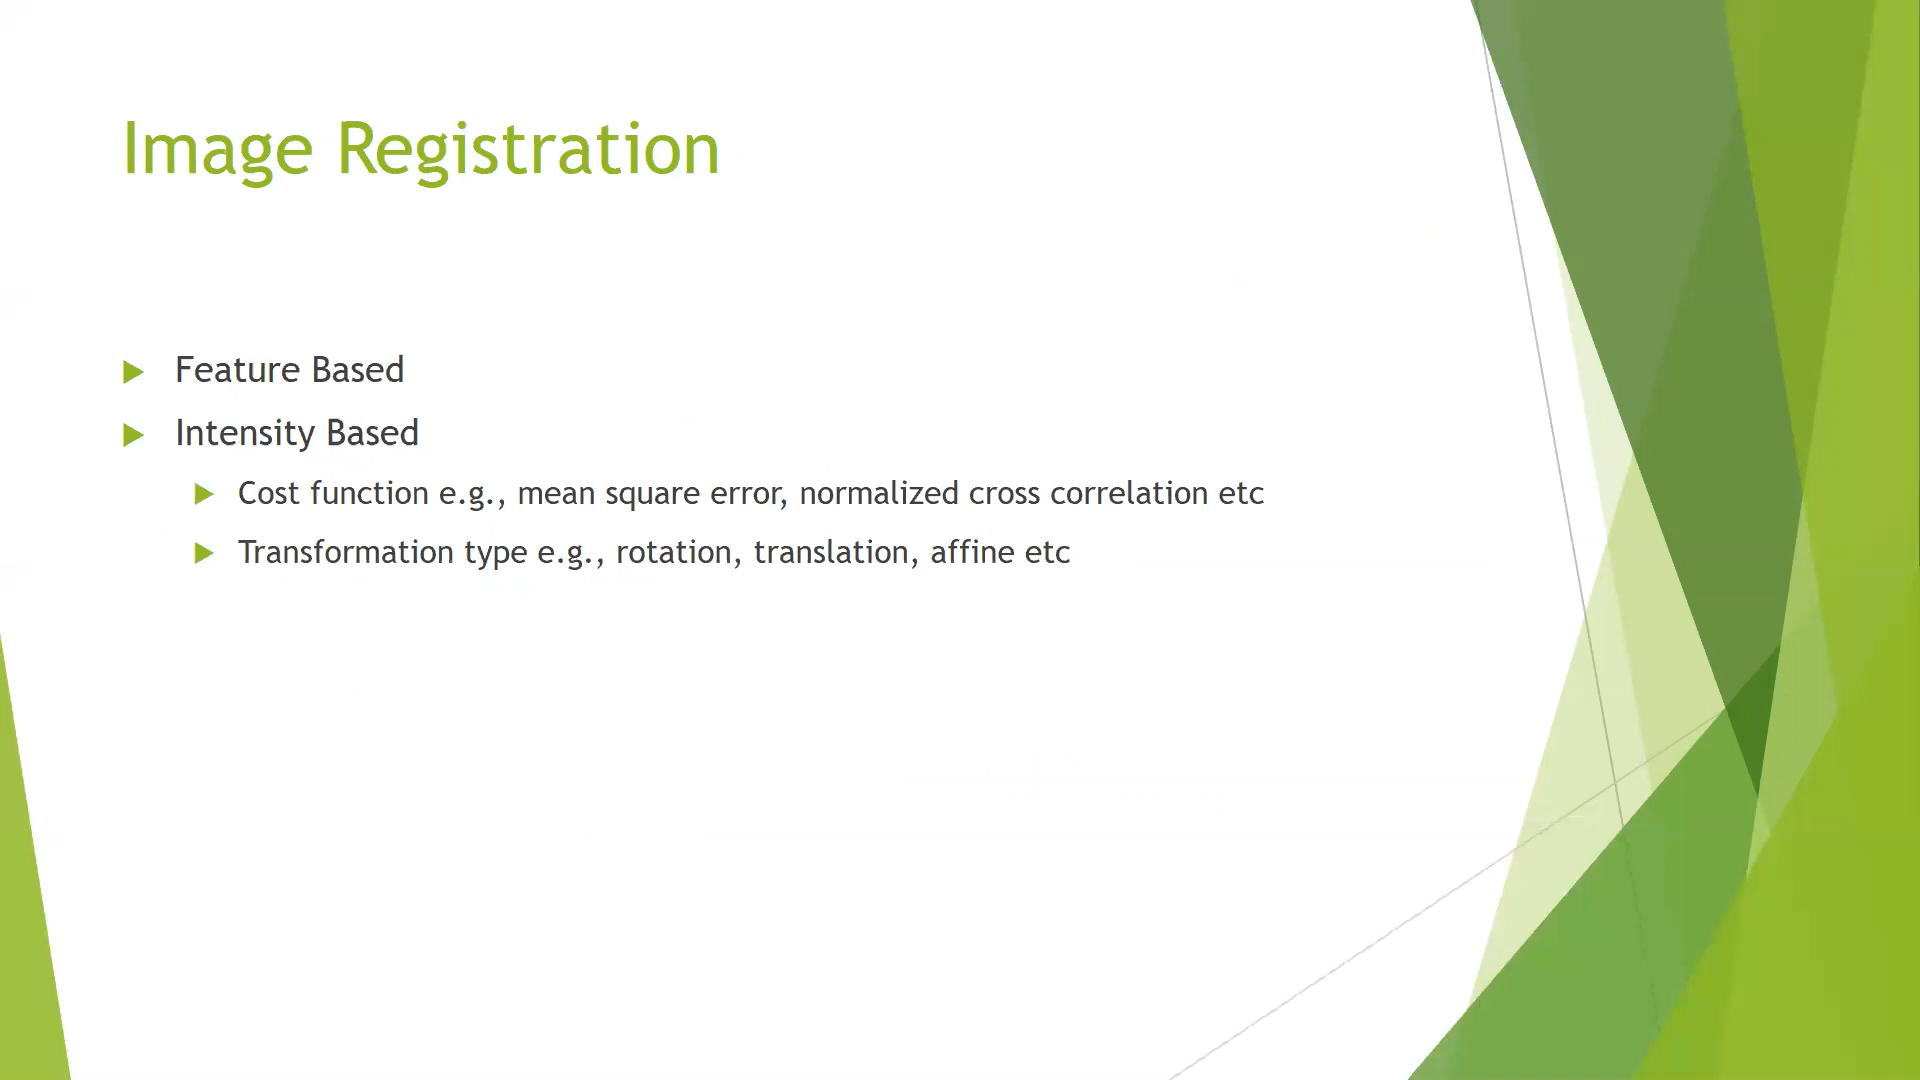 Image Registration
Feature Based
Intensity Based
Cost function e.g., mean square error, normalized cross correlation etc
Transformation type e.g., rotation, translation, affine etc